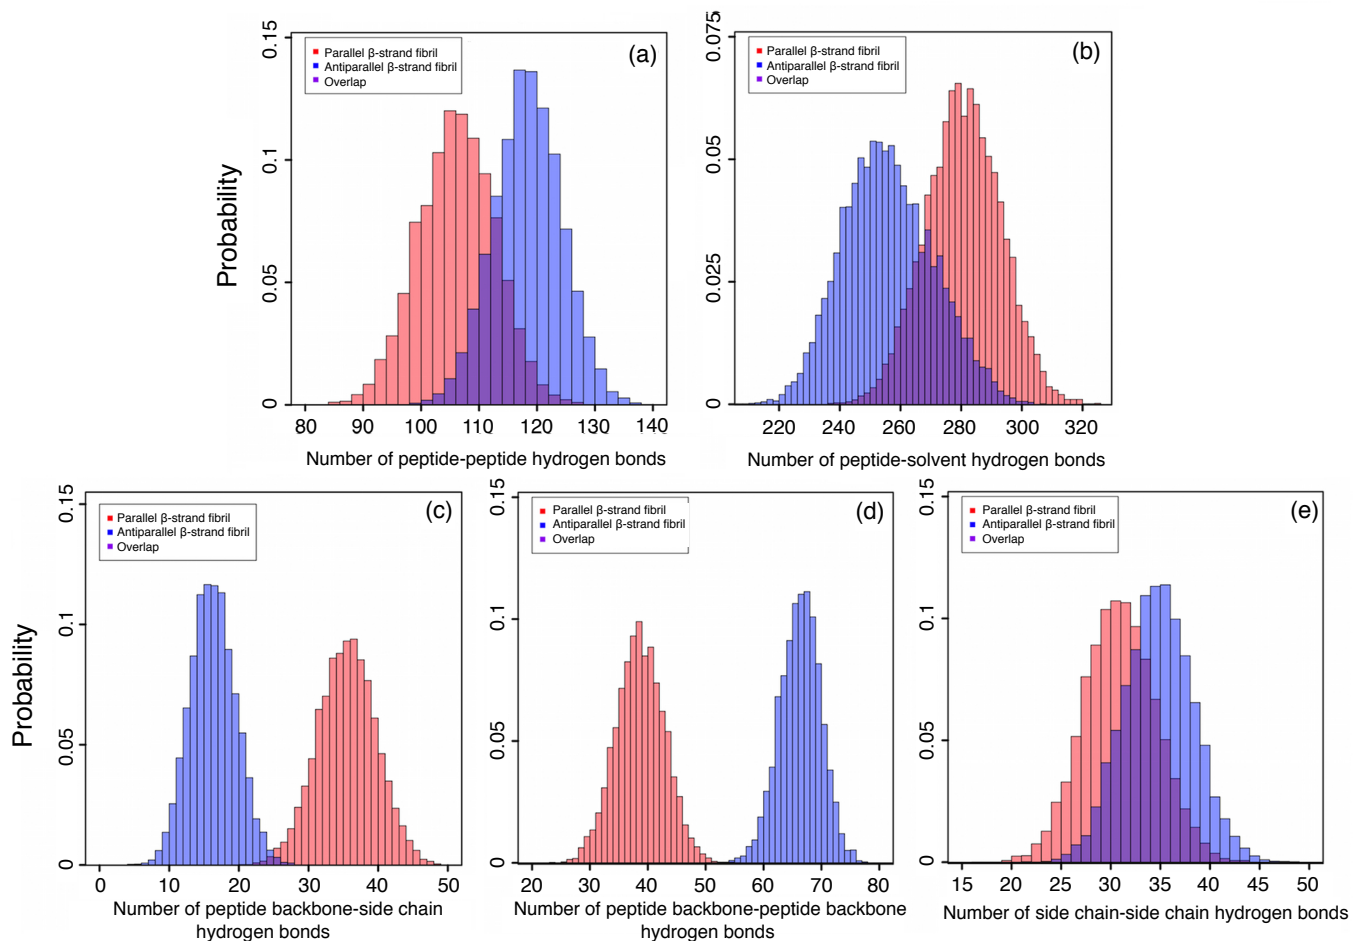 (a)
Parallel β-strand fibril
Antiparallel β-strand fibril
Overlap
Probability
0
0.05
0.1
0.15
80 90 100 110 120 130 140
Number of peptide-peptide hydrogen bonds
(b)
Parallel β-strand fibril
Antiparallel β-strand fibril
Overlap
0
0.025
0.05
0.075
220 240 260 280 300 320
Number of peptide-solvent hydrogen bonds
(c)
Parallel β-strand fibril
Antiparallel β-strand fibril
Overlap
Probability
0
0.05
0.1
0.15
0 10 20 30 40 50
Number of peptide backbone-side chain
hydrogen bonds
(d)
Parallel β-strand fibril
Antiparallel β-strand fibril
Overlap
0
0.05
0.1
0.15
20 30 40 50 60 70 80
Number of peptide backbone-peptide backbone
hydrogen bonds
(e)
Parallel β-strand fibril
Antiparallel β-strand fibril
Overlap
0
0.05
0.1
0.15
15 20 25 30 35 40 45 50
Number of side chain-side chain hydrogen bonds